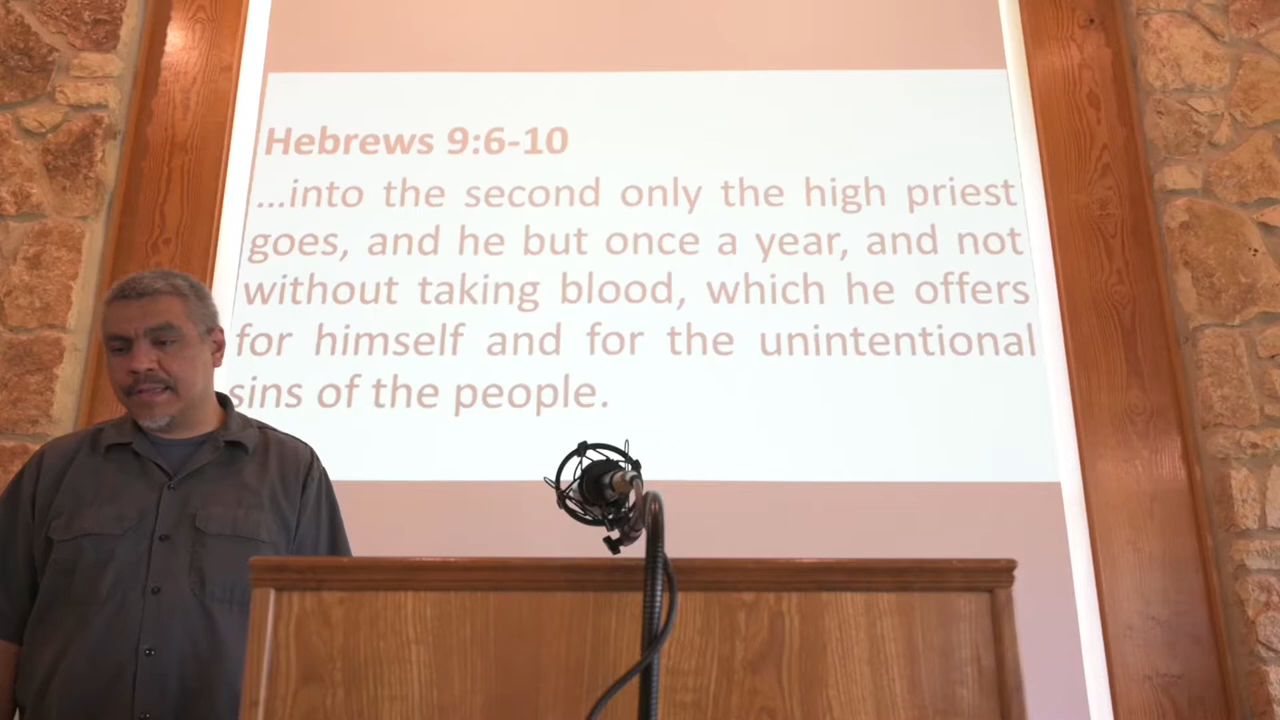 Hebrews 9:6-10
...into the second only the high priest
goes, and he but once a year, and not
without taking blood, which he offers
for himself and for the unintentional
sins of the people.